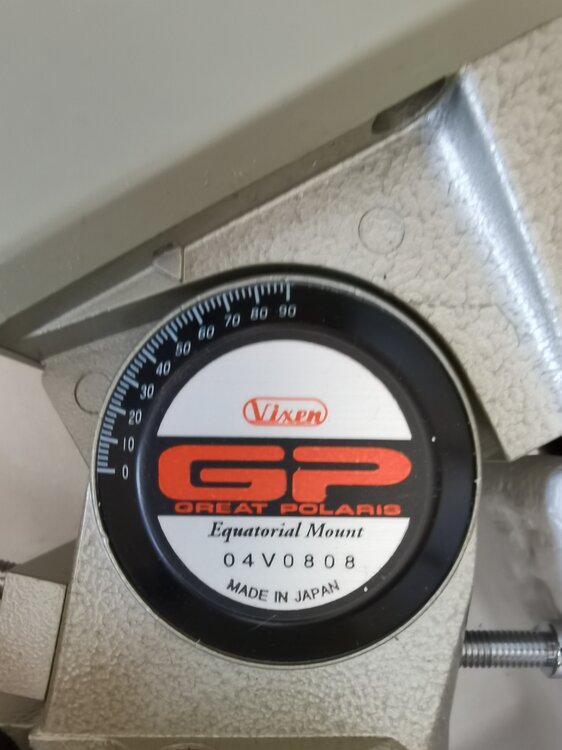 90
80
70
60
50
40
30
20
10
0
Vixen
GP
GREAT POLARIS
Equatorial Mount
04V0808
MADE IN JAPAN